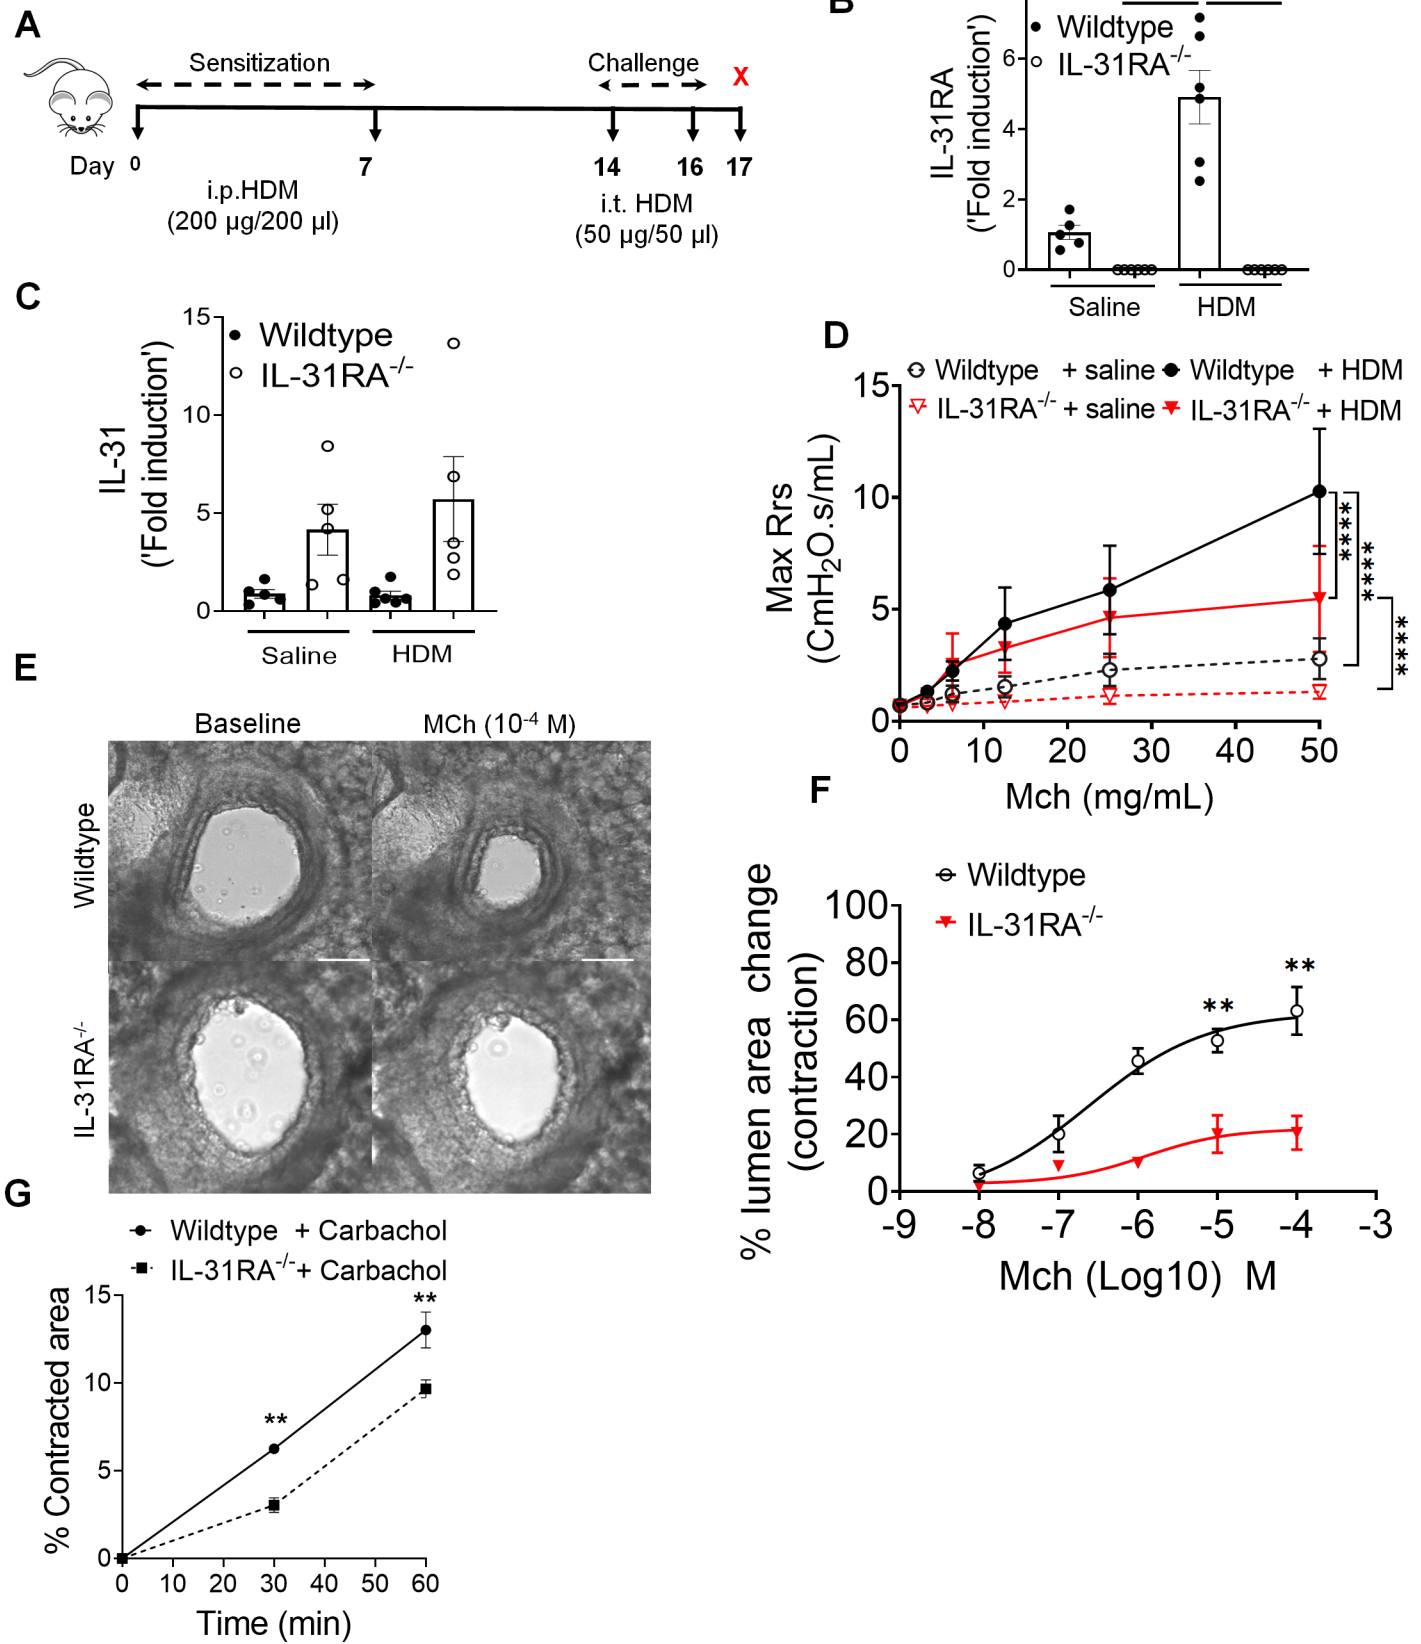 A
Sensitization
Challenge
X
Day 0 7 14 16 17
i.p.HDM
(200 µg/200 µl)
i.t. HDM
(50 µg/50 µl)
B
Wildtype
IL-31RA-/-
IL-31RA
('Fold induction')
6
4
2
0
Saline
HDM
C
Wildtype
IL-31RA-/-
IL-31
('Fold induction')
15
10
5
0
Saline
HDM
D
Wildtype + saline
Wildtype + HDM
IL-31RA-/- + saline
IL-31RA-/- + HDM
Max Rrs
(CmH2O.s/mL)
15
10
5
0
****
****
****
0 10 20 30 40 50
Mch (mg/mL)
E
Baseline
MCh (10-4 M)
Wildtype
IL-31RA-/-
F
Wildtype
IL-31RA-/-
% lumen area change
(contraction)
100
80
60
40
20
0
**
**
-9 -8 -7 -6 -5 -4 -3
Mch (Log10) M
G
Wildtype + Carbachol
IL-31RA-/-+ Carbachol
% Contracted area
15
10
5
0
**
**
0 10 20 30 40 50 60
Time (min)